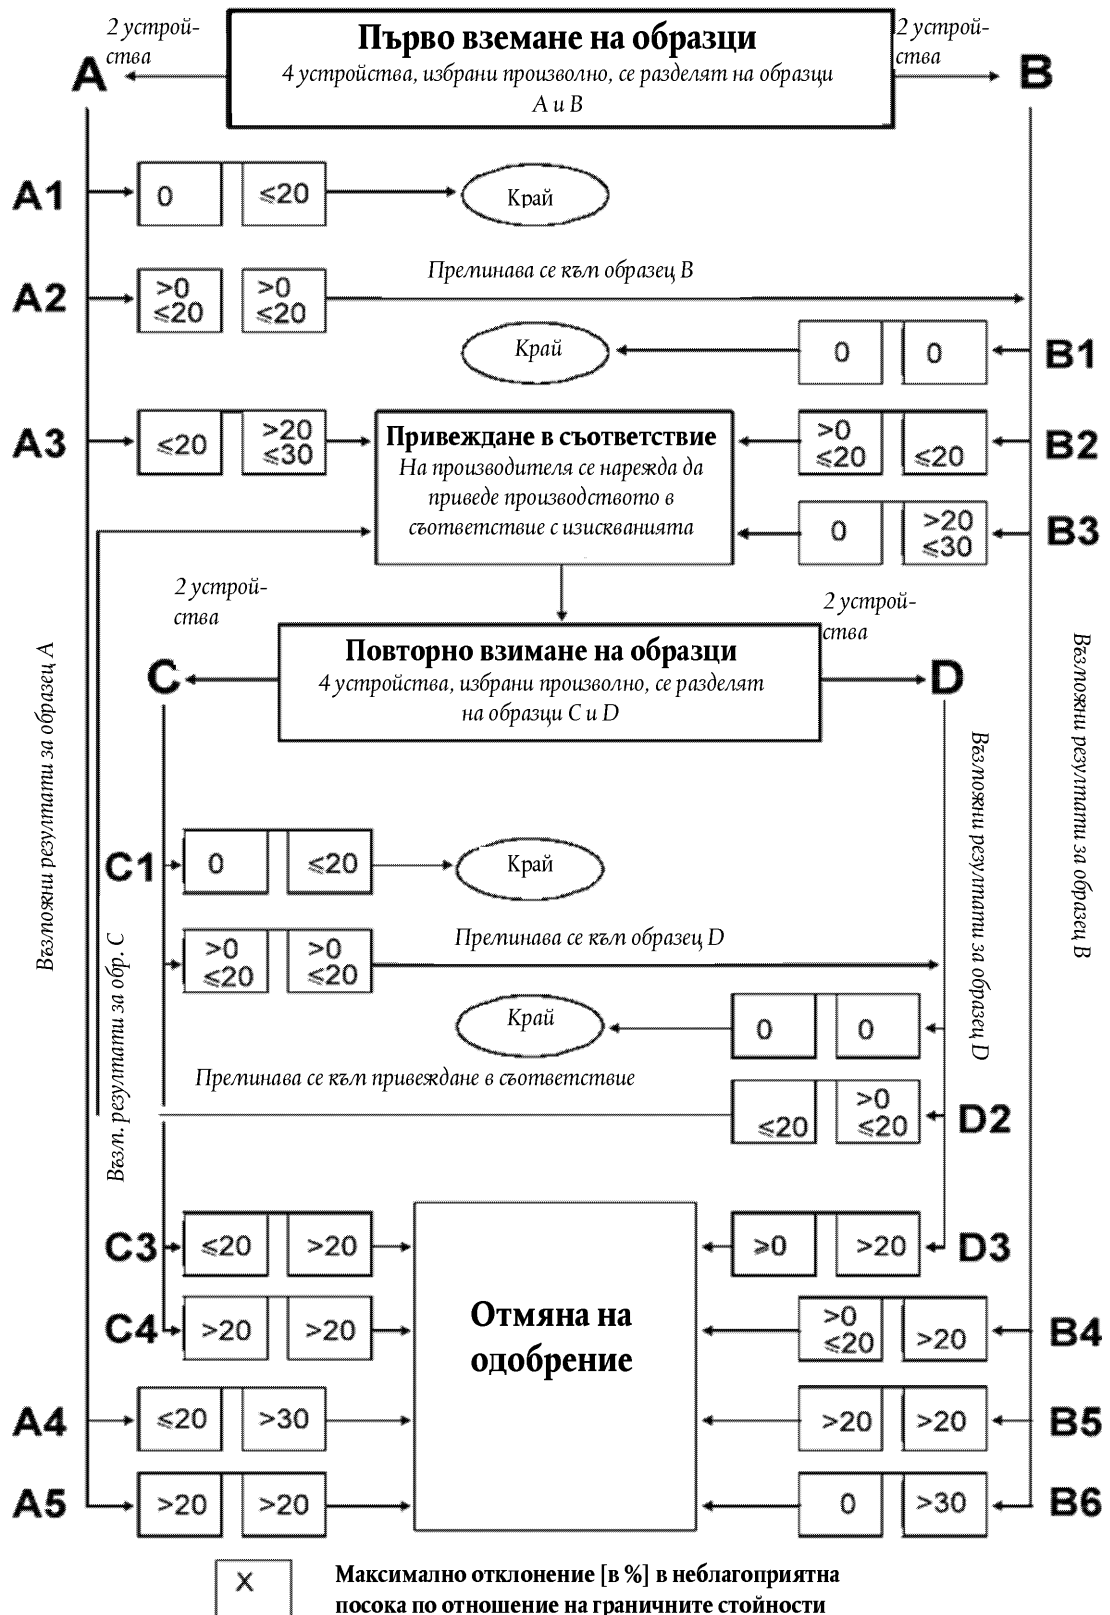 2 устрой-
ства
Първо вземане на образци
4 устройства, избрани произволно, се разделят на образци
А и В
2 устрой-
ства
A
B
A1
0
≤20
Край
A2
>0
≤20
>0
≤20
Преминава се към образец B
Край
0
0
B1
A3
≤20
>20
≤30
Привеждане в съответствие
На производителя се нарежда да
приведе производството в
съответствие с изискванията
>0
≤20
≤20
B2
0
>20
≤30
B3
2 устрой-
ства
2 устрой-
ства
Повторно взимане на образци
4 устройства, избрани произволно, се разделят
на образци C и D
C
D
Възможни резултати за образец A
Възможни резултати за образец B
Възможни резултати за образец D
C1
0
≤20
Край
>0
≤20
>0
≤20
Преминава се към образец D
Възм. резултати за обр. C
Край
0
0
Преминава се към привеждане в съответствие
≤20
>0
≤20
D2
C3
≤20
>20
≥0
>20
D3
Отмяна на
одобрение
C4
>20
>20
>0
≤20
>20
B4
A4
≤20
>30
>20
>20
B5
A5
>20
>20
0
>30
B6
X
Максимално отклонение [в %] в неблагоприятна
посока по отношение на граничните стойности